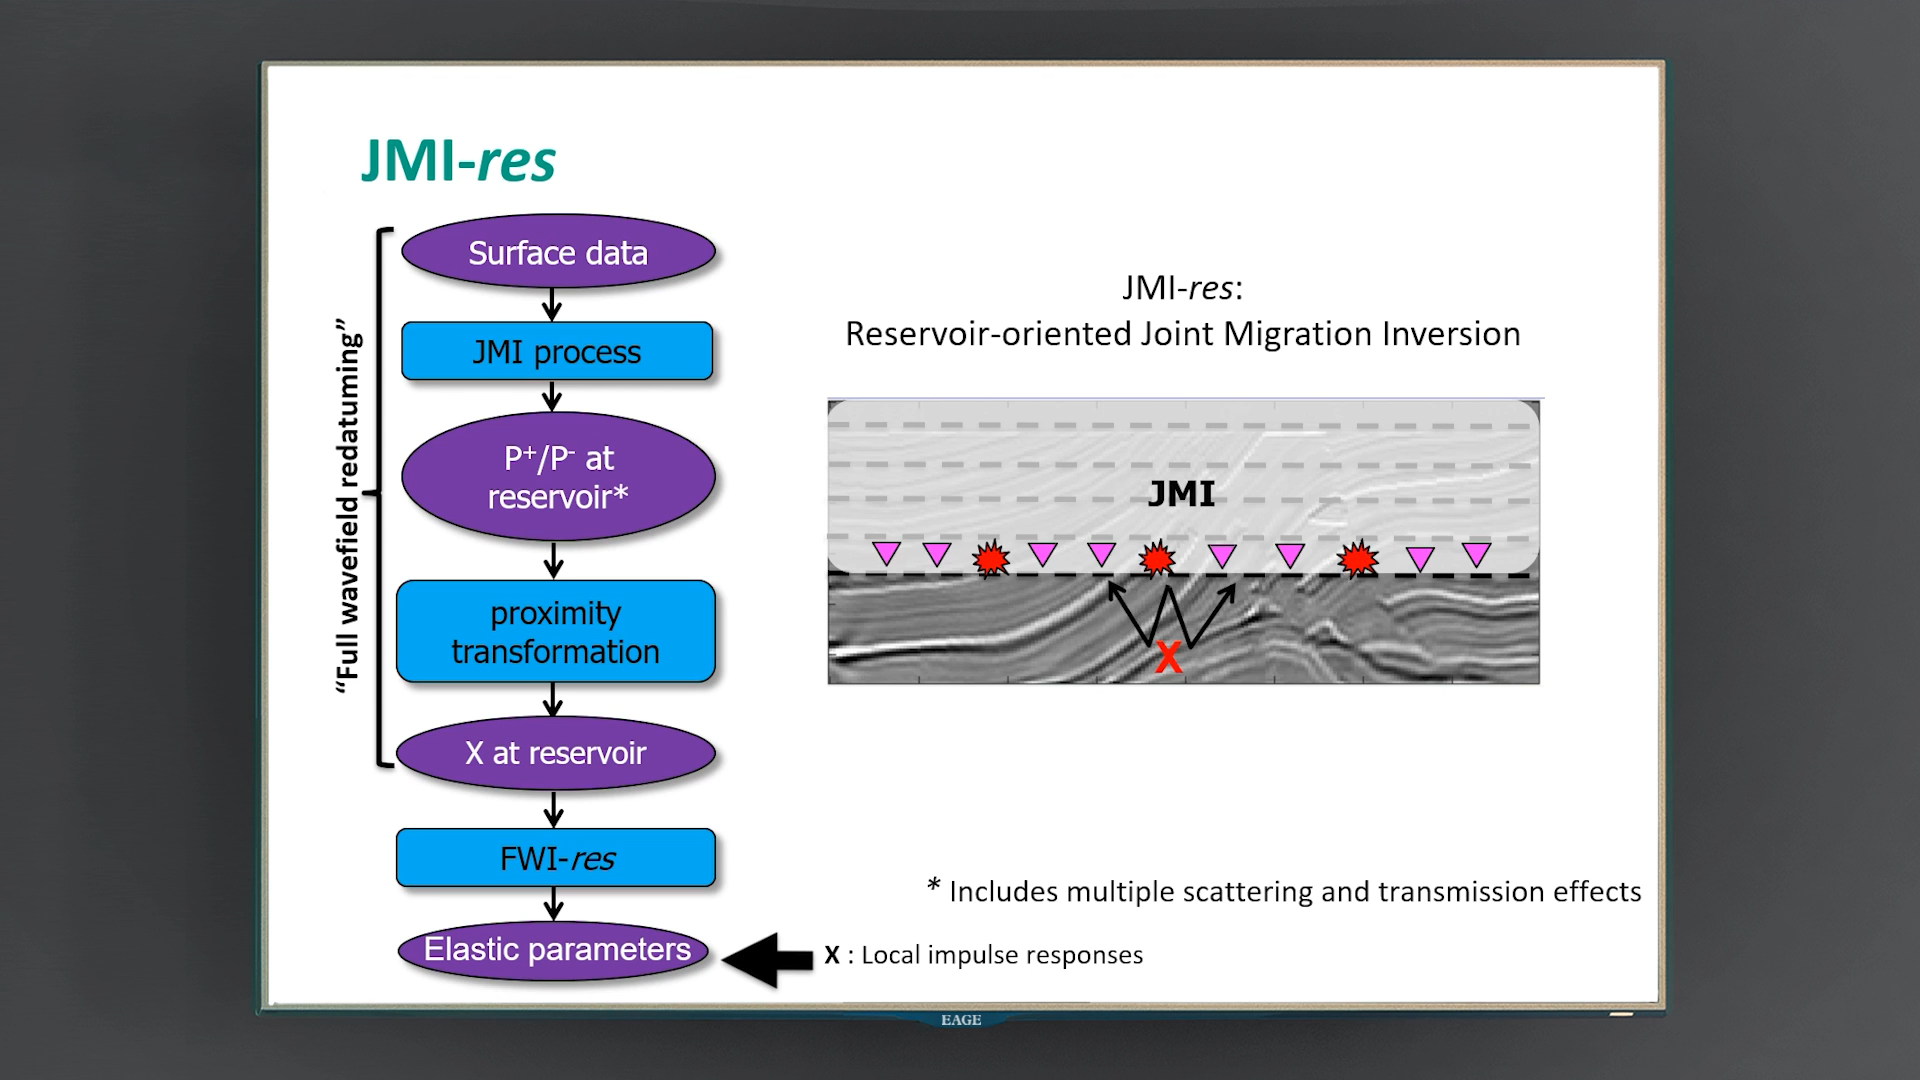 JMI-res
"Full wavefield redatuming"
Surface data
JMI process
P+/P- at
reservoir*
proximity
transformation
X at reservoir
FWI-res
Elastic parameters
JMI-res:
Reservoir-oriented Joint Migration Inversion
JMI
X
* Includes multiple scattering and transmission effects
X : Local impulse responses
EAGE